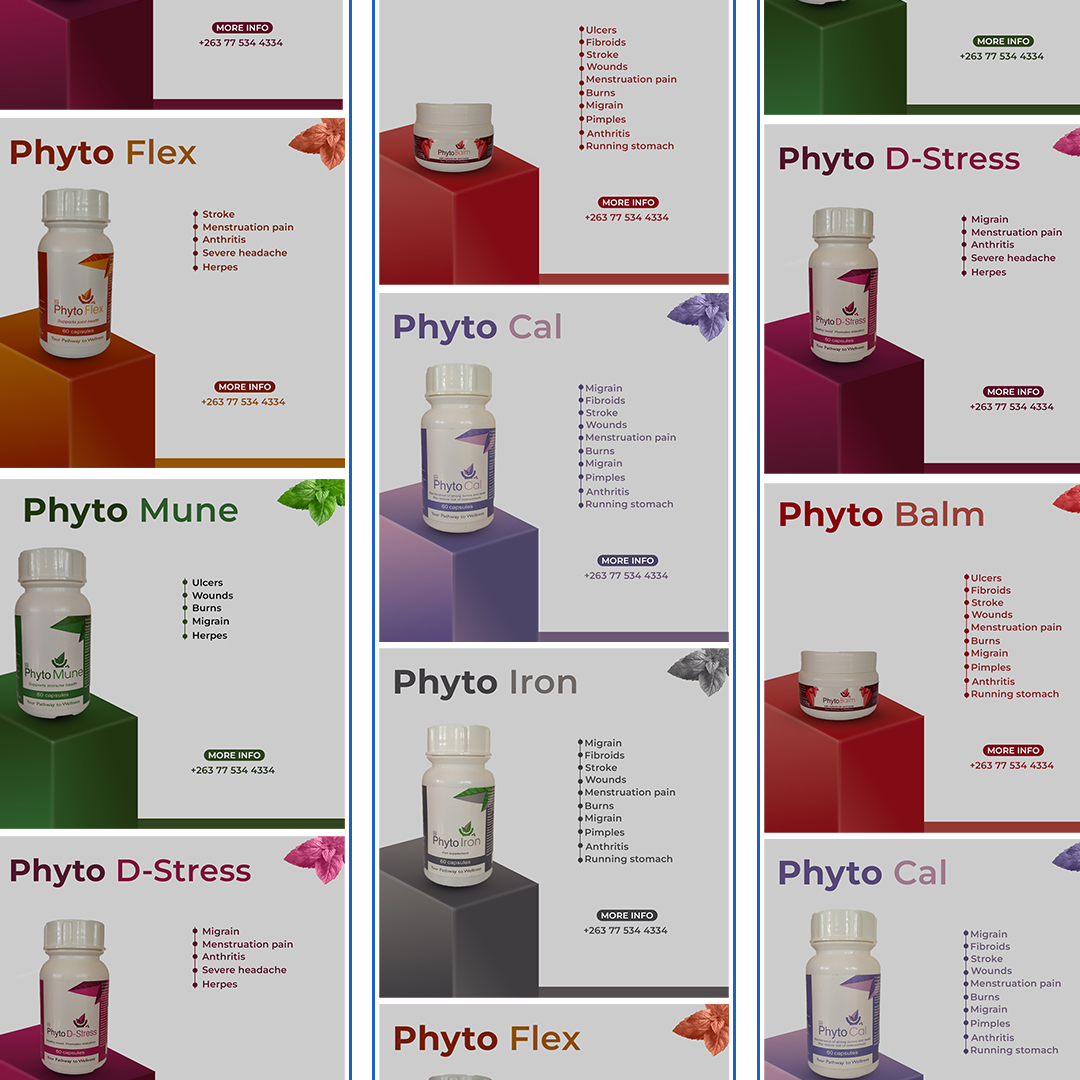 MORE INFO
+263 77 534 4334
Phyto Flex
Stroke
Menstruation pain
Anthritis
Severe headache
Herpes
Phyto Flex
Supports joint health
60 capsules
Your Pathway to Wellness
MORE INFO
+263 77 534 4334
Phyto Mune
Ulcers
Wounds
Burns
Migrain
Herpes
Phyto Mune
Supports immune health
60 capsules
Your Pathway to Wellness
MORE INFO
+263 77 534 4334
Phyto D-Stress
Migrain
Menstruation pain
Anthritis
Severe headache
Herpes
Phyto D-Stress
60 capsules
Your Pathway to Wellness
Ulcers
Fibroids
Stroke
Wounds
Menstruation pain
Burns
Migrain
Pimples
Anthritis
Running stomach
Phyto Balm
MORE INFO
+263 77 534 4334
Phyto Cal
Migrain
Fibroids
Stroke
Wounds
Menstruation pain
Burns
Migrain
Pimples
Anthritis
Running stomach
Phyto Cal
60 capsules
Your Pathway to Wellness
MORE INFO
+263 77 534 4334
Phyto Iron
Migrain
Fibroids
Stroke
Wounds
Menstruation pain
Burns
Migrain
Pimples
Anthritis
Running stomach
Phyto Iron
60 capsules
Your Pathway to Wellness
MORE INFO
+263 77 534 4334
Phyto Flex
MORE INFO
+263 77 534 4334
Phyto D-Stress
Migrain
Menstruation pain
Anthritis
Severe headache
Herpes
Phyto D-Stress
60 capsules
Your Pathway to Wellness
MORE INFO
+263 77 534 4334
Phyto Balm
Ulcers
Fibroids
Stroke
Wounds
Menstruation pain
Burns
Migrain
Pimples
Anthritis
Running stomach
Phyto Balm
MORE INFO
+263 77 534 4334
Phyto Cal
Migrain
Fibroids
Stroke
Wounds
Menstruation pain
Burns
Migrain
Pimples
Anthritis
Running stomach
Phyto Cal
60 capsules
Your Pathway to Wellness